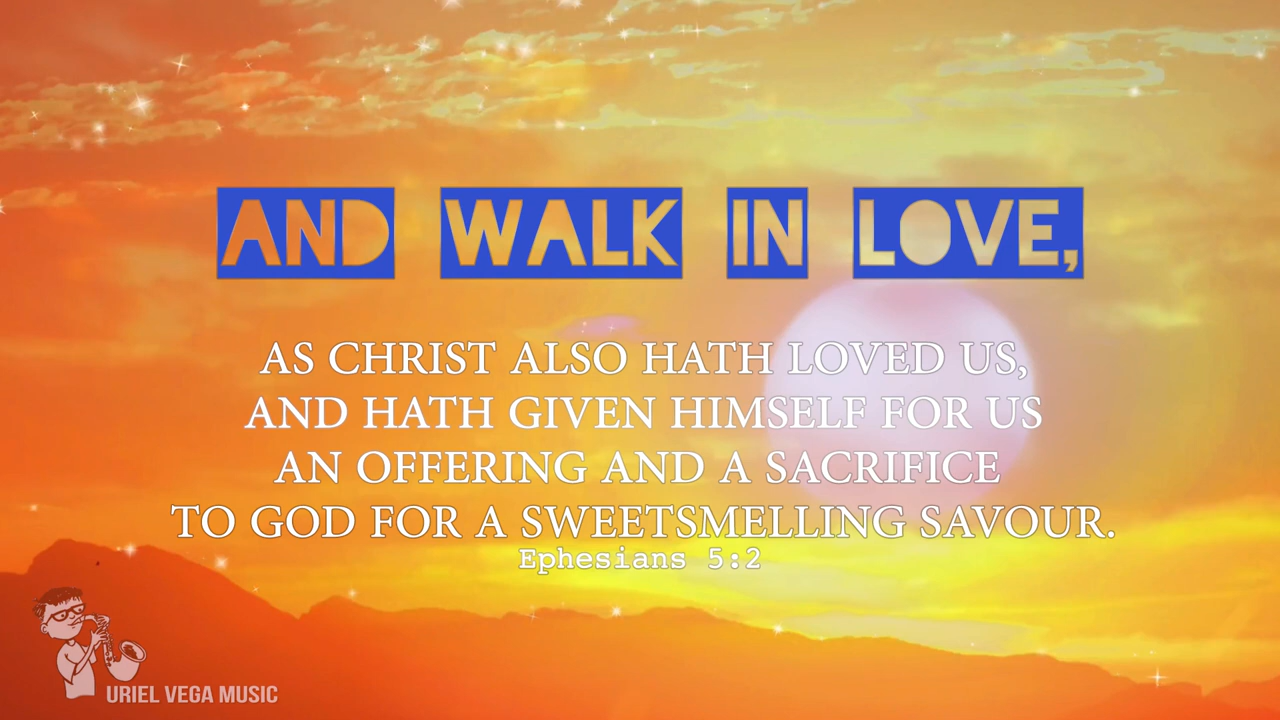 AND WALK IN LOVE,
AS CHRIST ALSO HATH LOVED US,
AND HATH GIVEN HIMSELF FOR US
AN OFFERING AND A SACRIFICE
TO GOD FOR A SWEETSMELLING SAVOUR.
Ephesians 5:2
URIEL VEGA MUSIC